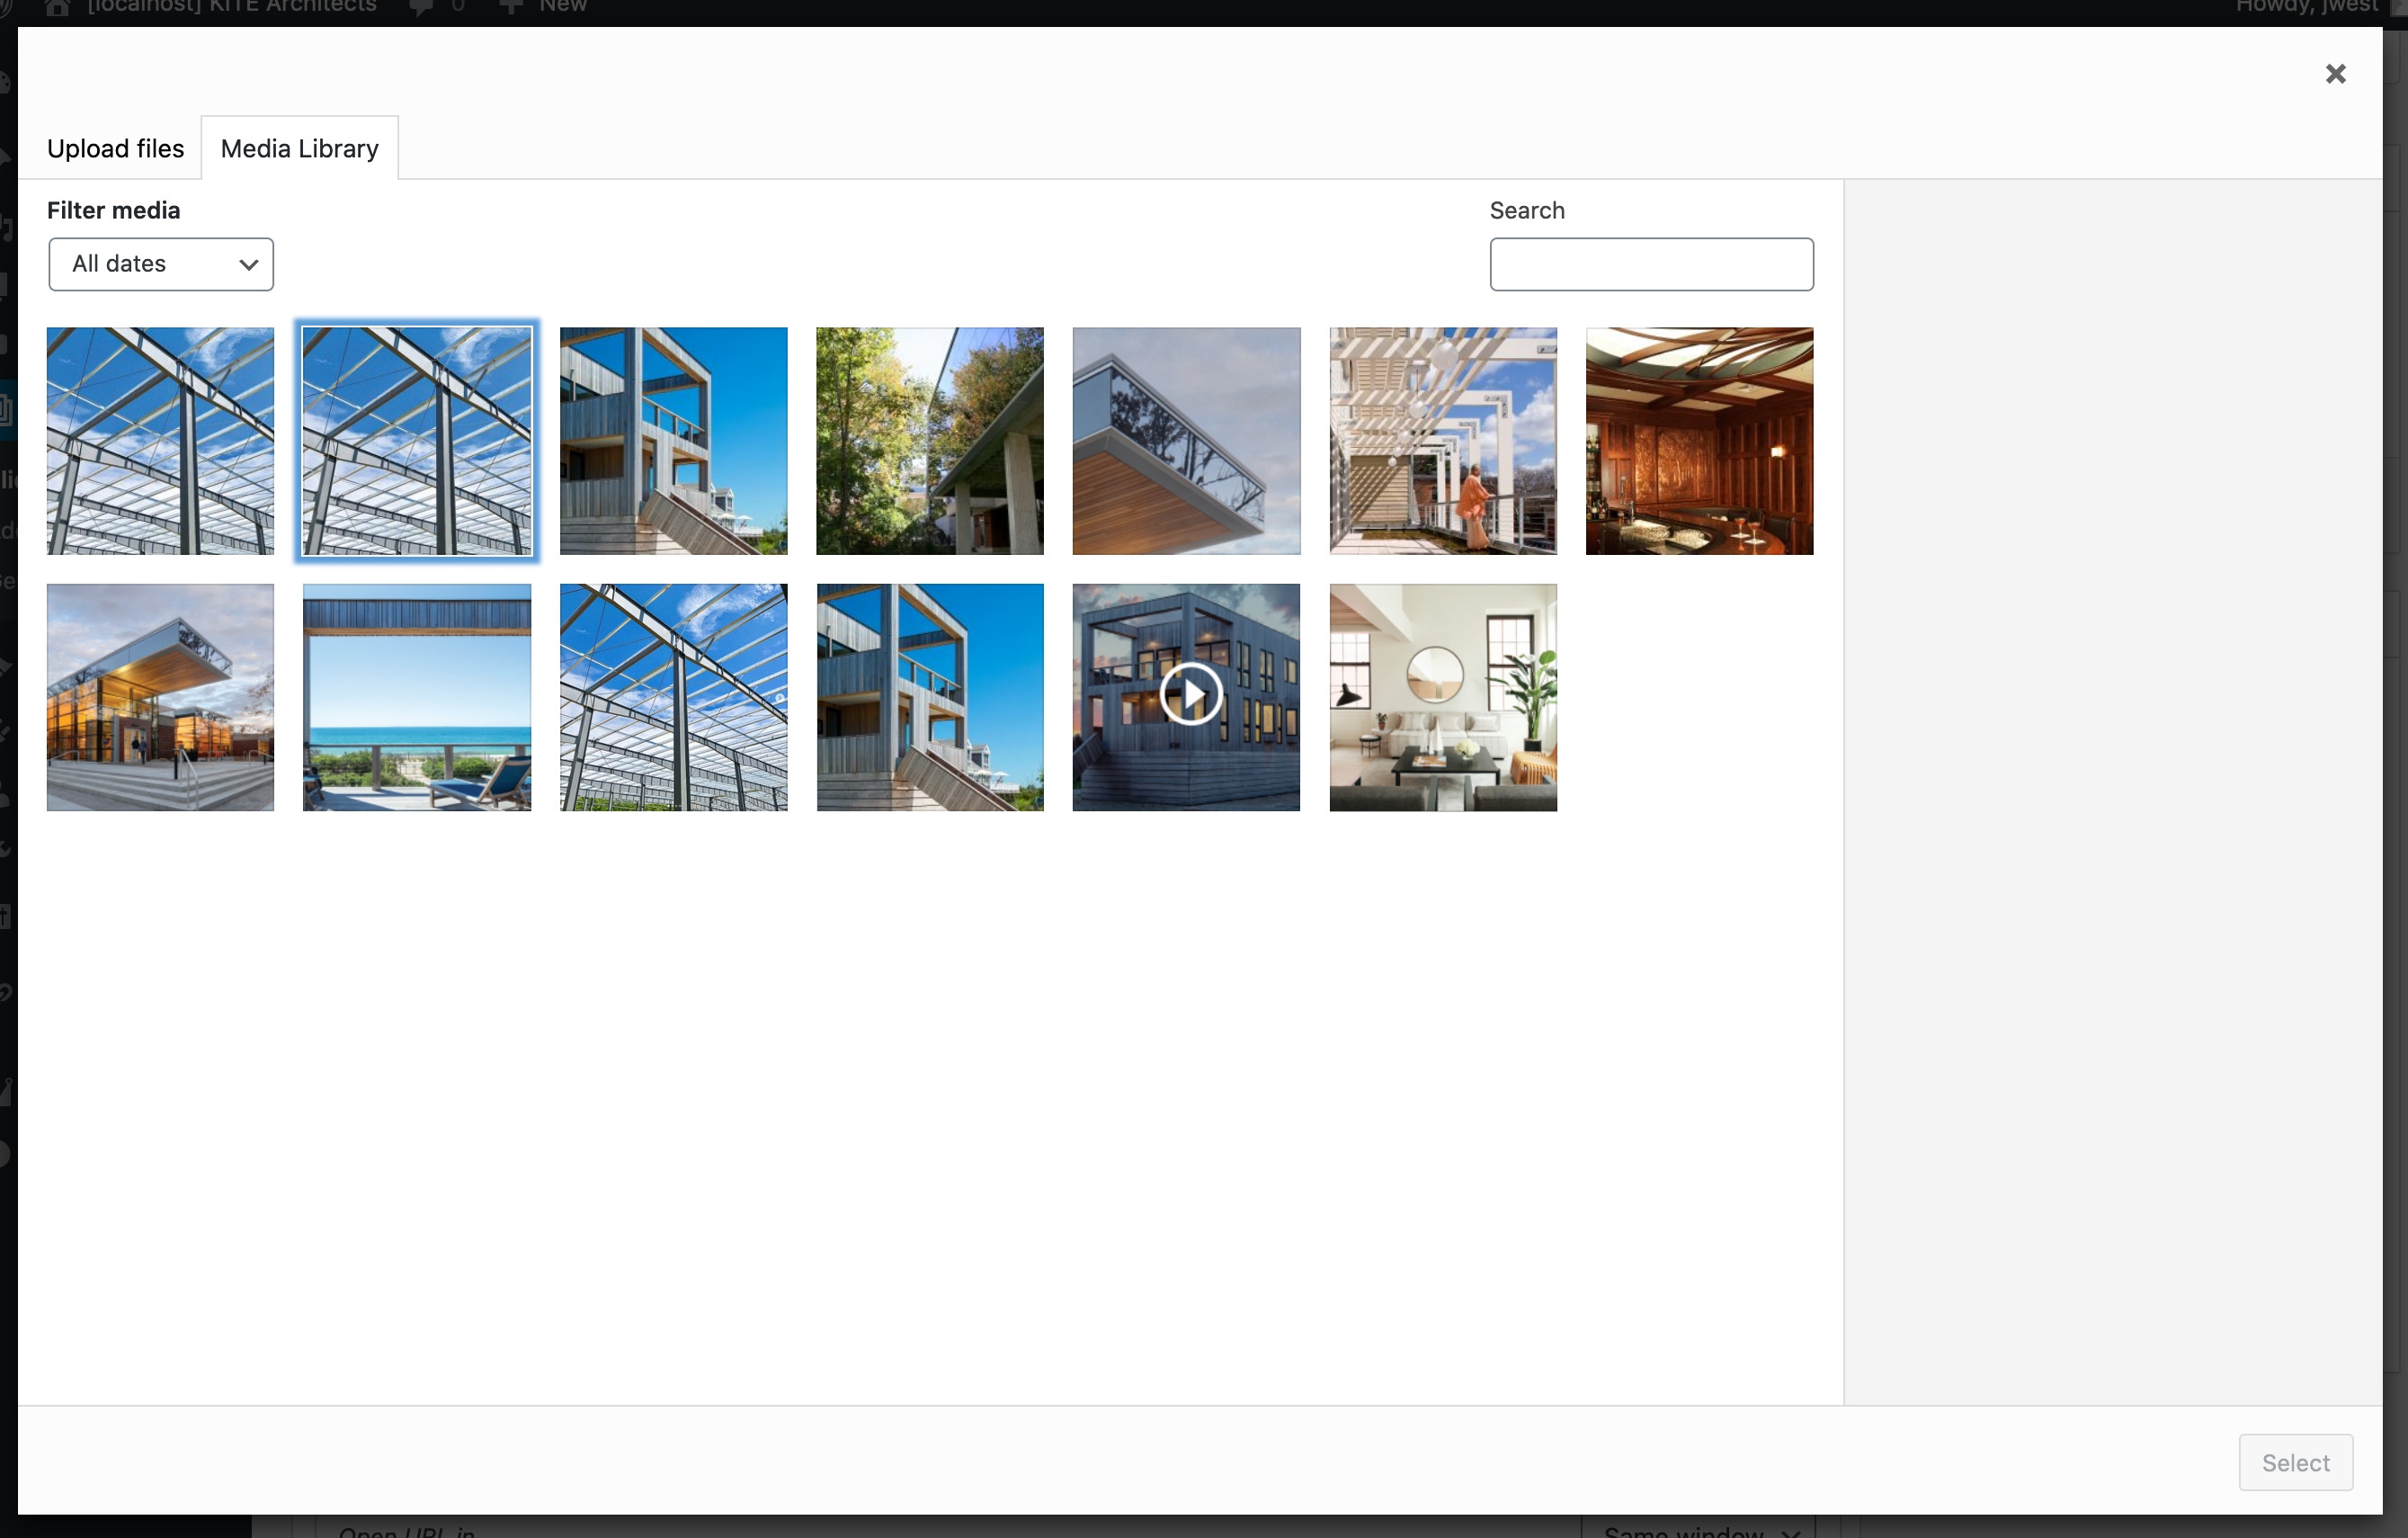 [localhost] KITE Architects 0 New Howdy, jwest
Upload files Media Library
Filter media Search
All dates
Select
Open URL in Same window